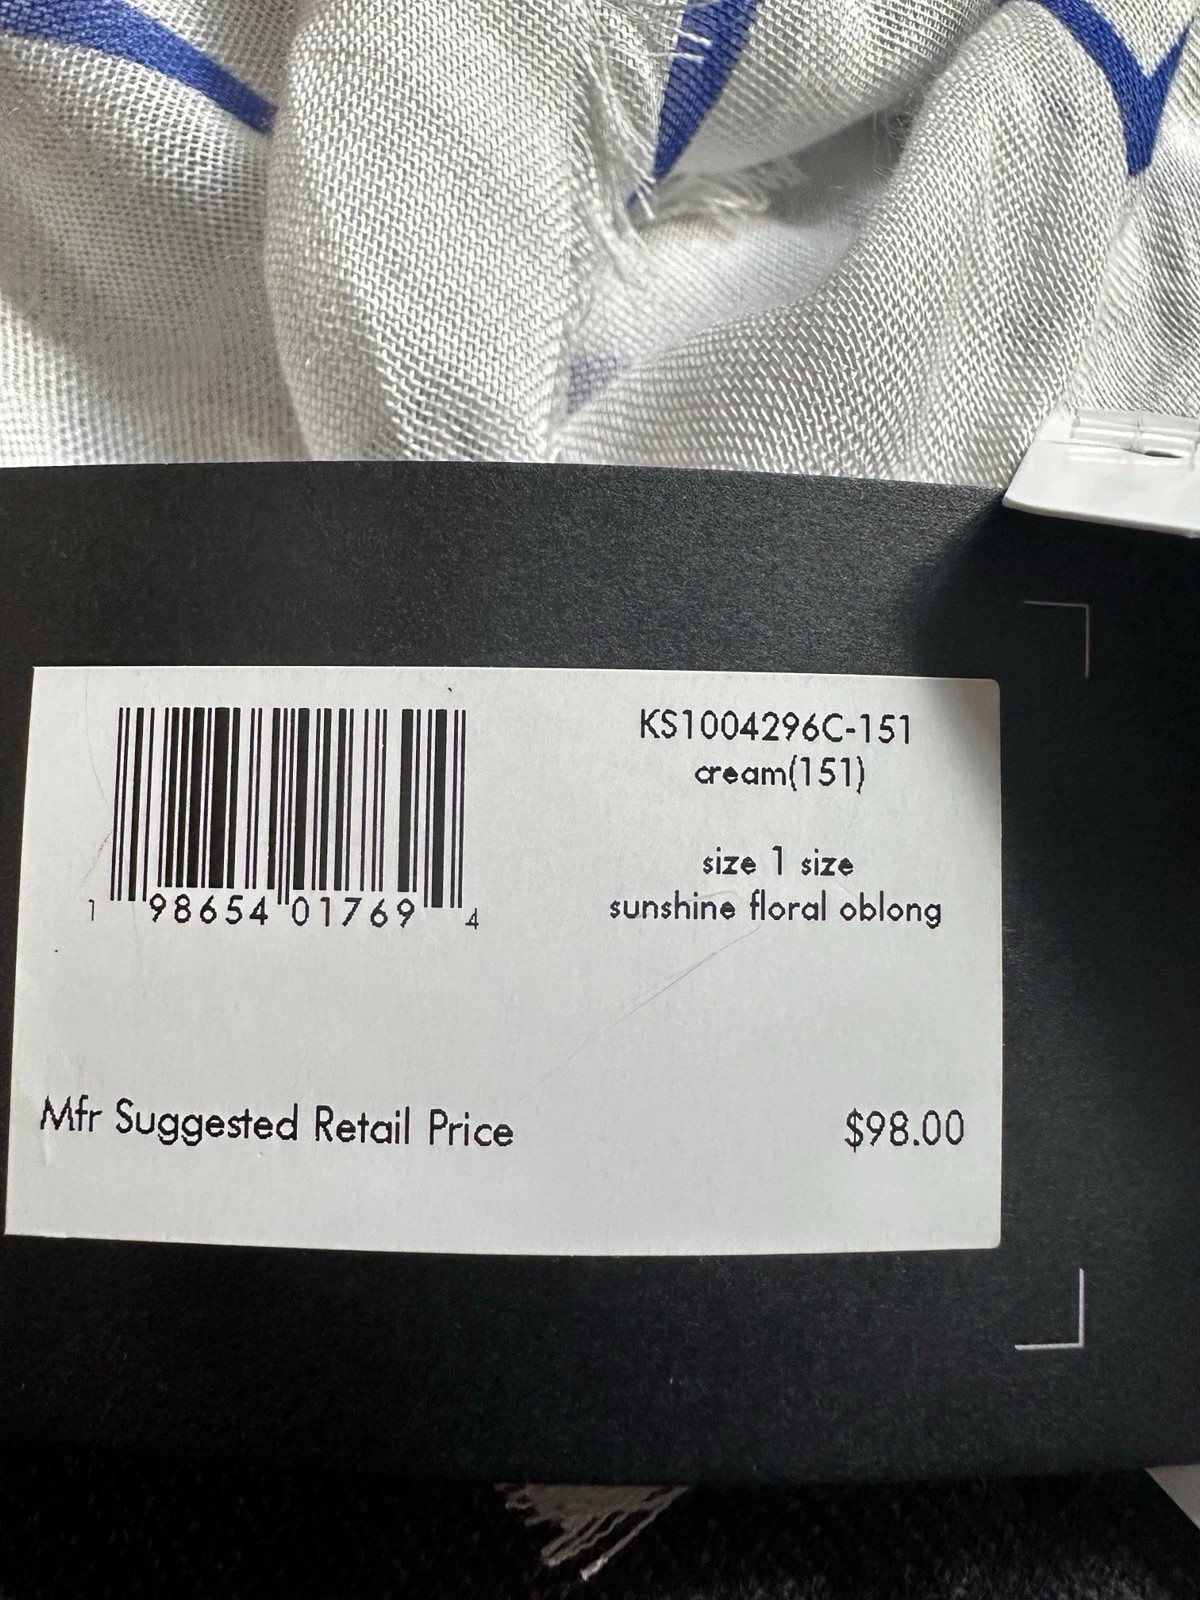 KS1004296C-151
cream(151)
size 1 size
sunshine floral oblong
1 98654 01769 4
Mfr Suggested Retail Price $98.00